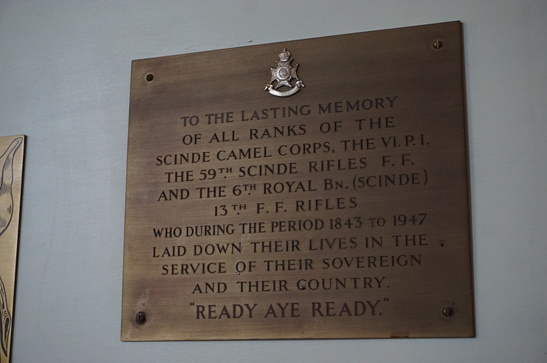 TO THE LASTING MEMORY
OF ALL RANKS OF THE
SCINDE CAMEL CORPS, THE VI.P.I.
THE 59TH SCINDE RIFLES F.F.
AND THE 6TH ROYAL BN. (SCINDE)
13TH F.F. RIFLES
WHO DURING THE PERIOD 1843 TO 1947
LAID DOWN THEIR LIVES IN THE
SERVICE OF THEIR SOVEREIGN
AND THEIR COUNTRY.
"READY AYE READY."